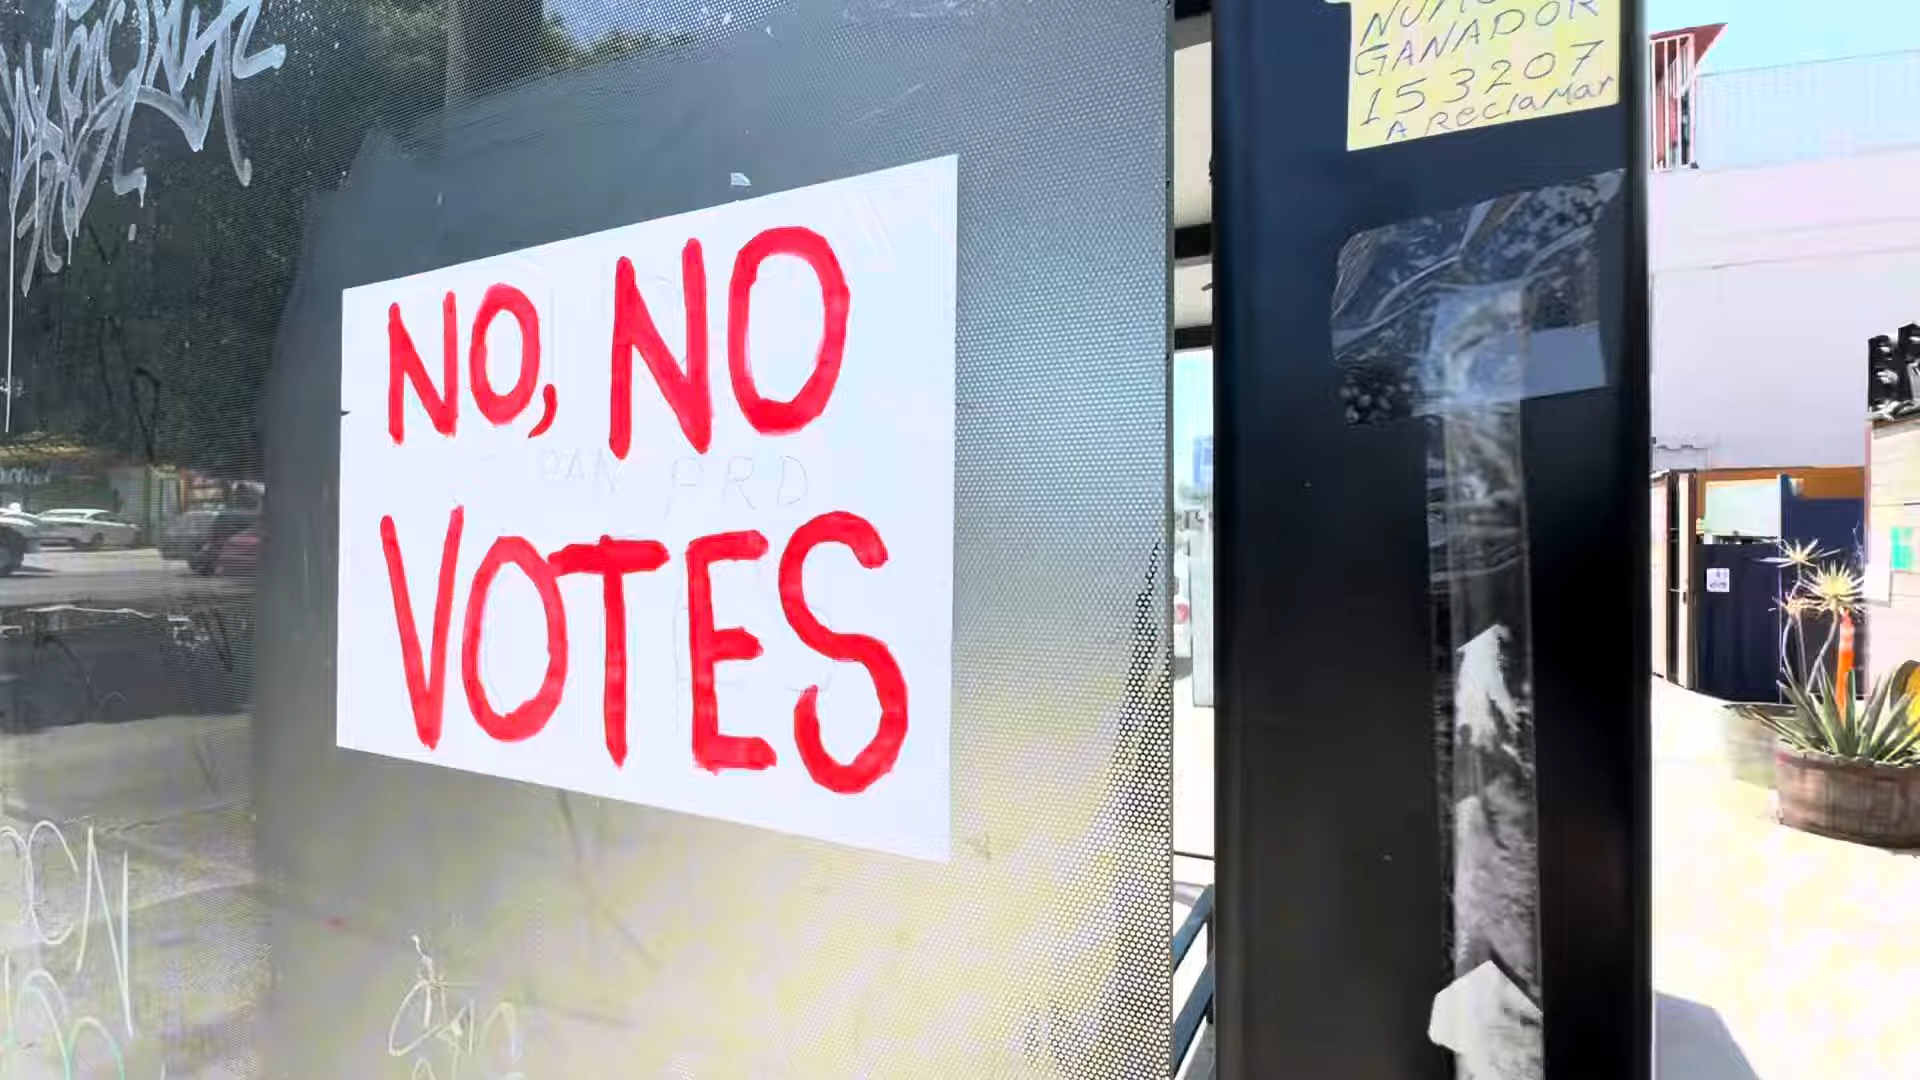 NO, NO
PAN PRD
VOTES
GANADOR
153207
A Reclamar